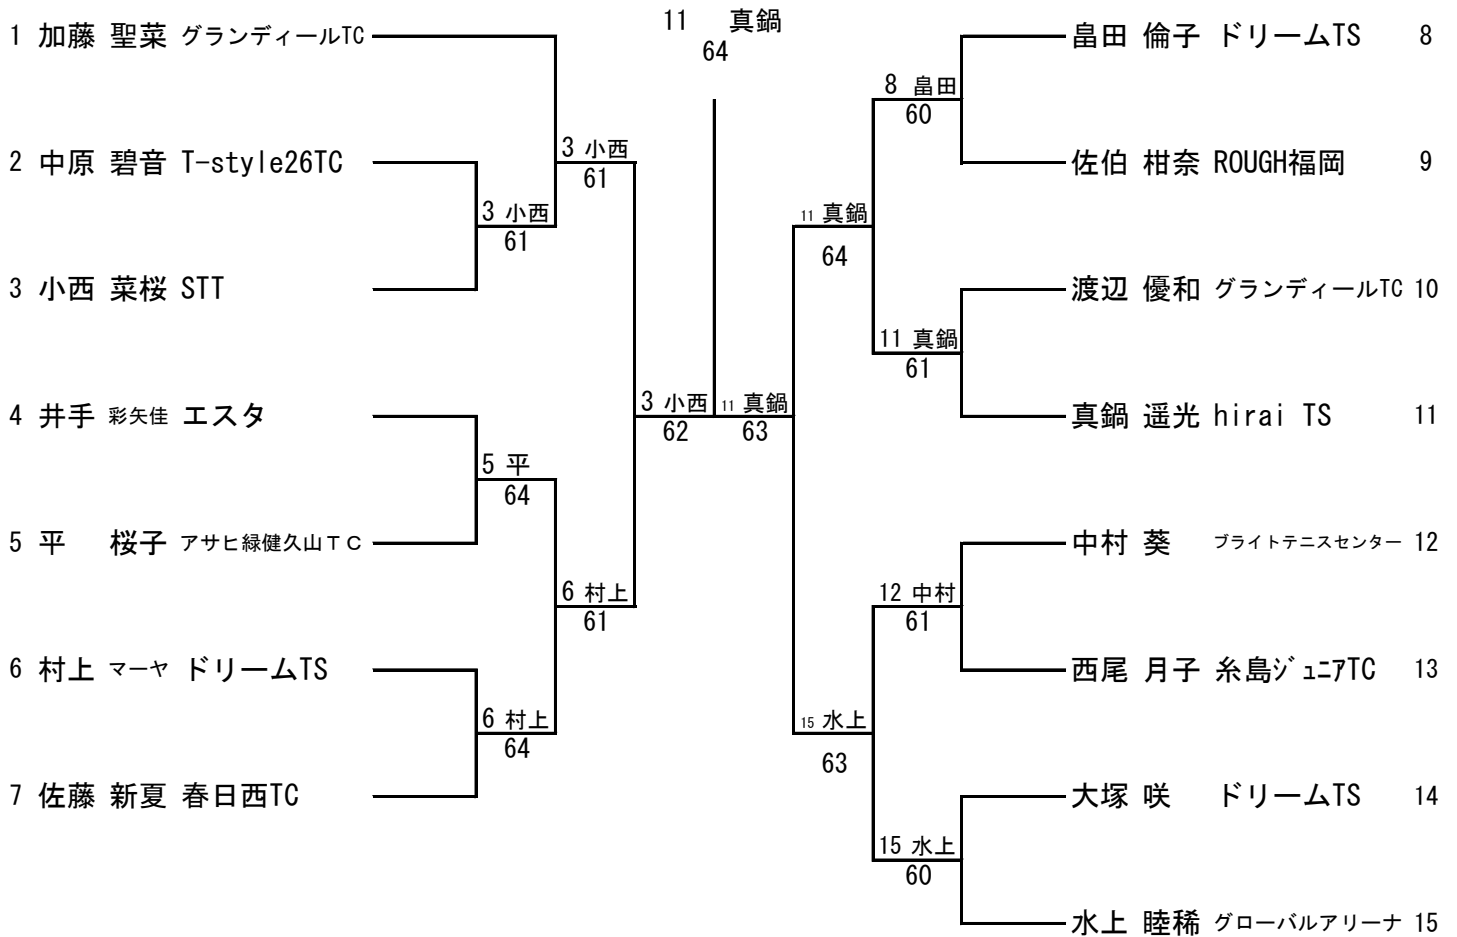 11 真鍋
64
1 加藤 聖菜 グランディールTC
2 中原 碧音 T-style26TC
3 小西 菜桜 STT
4 井手 彩矢佳 エスタ
5 平 桜子 アサヒ緑健久山ＴＣ
6 村上 マーヤ ドリームTS
7 佐藤 新夏 春日西TC
3 小西
61
3 小西
61
5 平
64
6 村上
61
6 村上
64
3 小西
62
11 真鍋
63
11 真鍋
64
15 水上
63
8 畠田
60
11 真鍋
61
12 中村
61
15 水上
60
畠田 倫子 ドリームTS 8
佐伯 柑奈 ROUGH福岡 9
渡辺 優和 グランディールTC 10
真鍋 遥光 hirai TS 11
中村 葵 ブライトテニスセンター 12
西尾 月子 糸島ｼﾞｭﾆｱTC 13
大塚 咲 ドリームTS 14
水上 睦稀 グローバルアリーナ 15